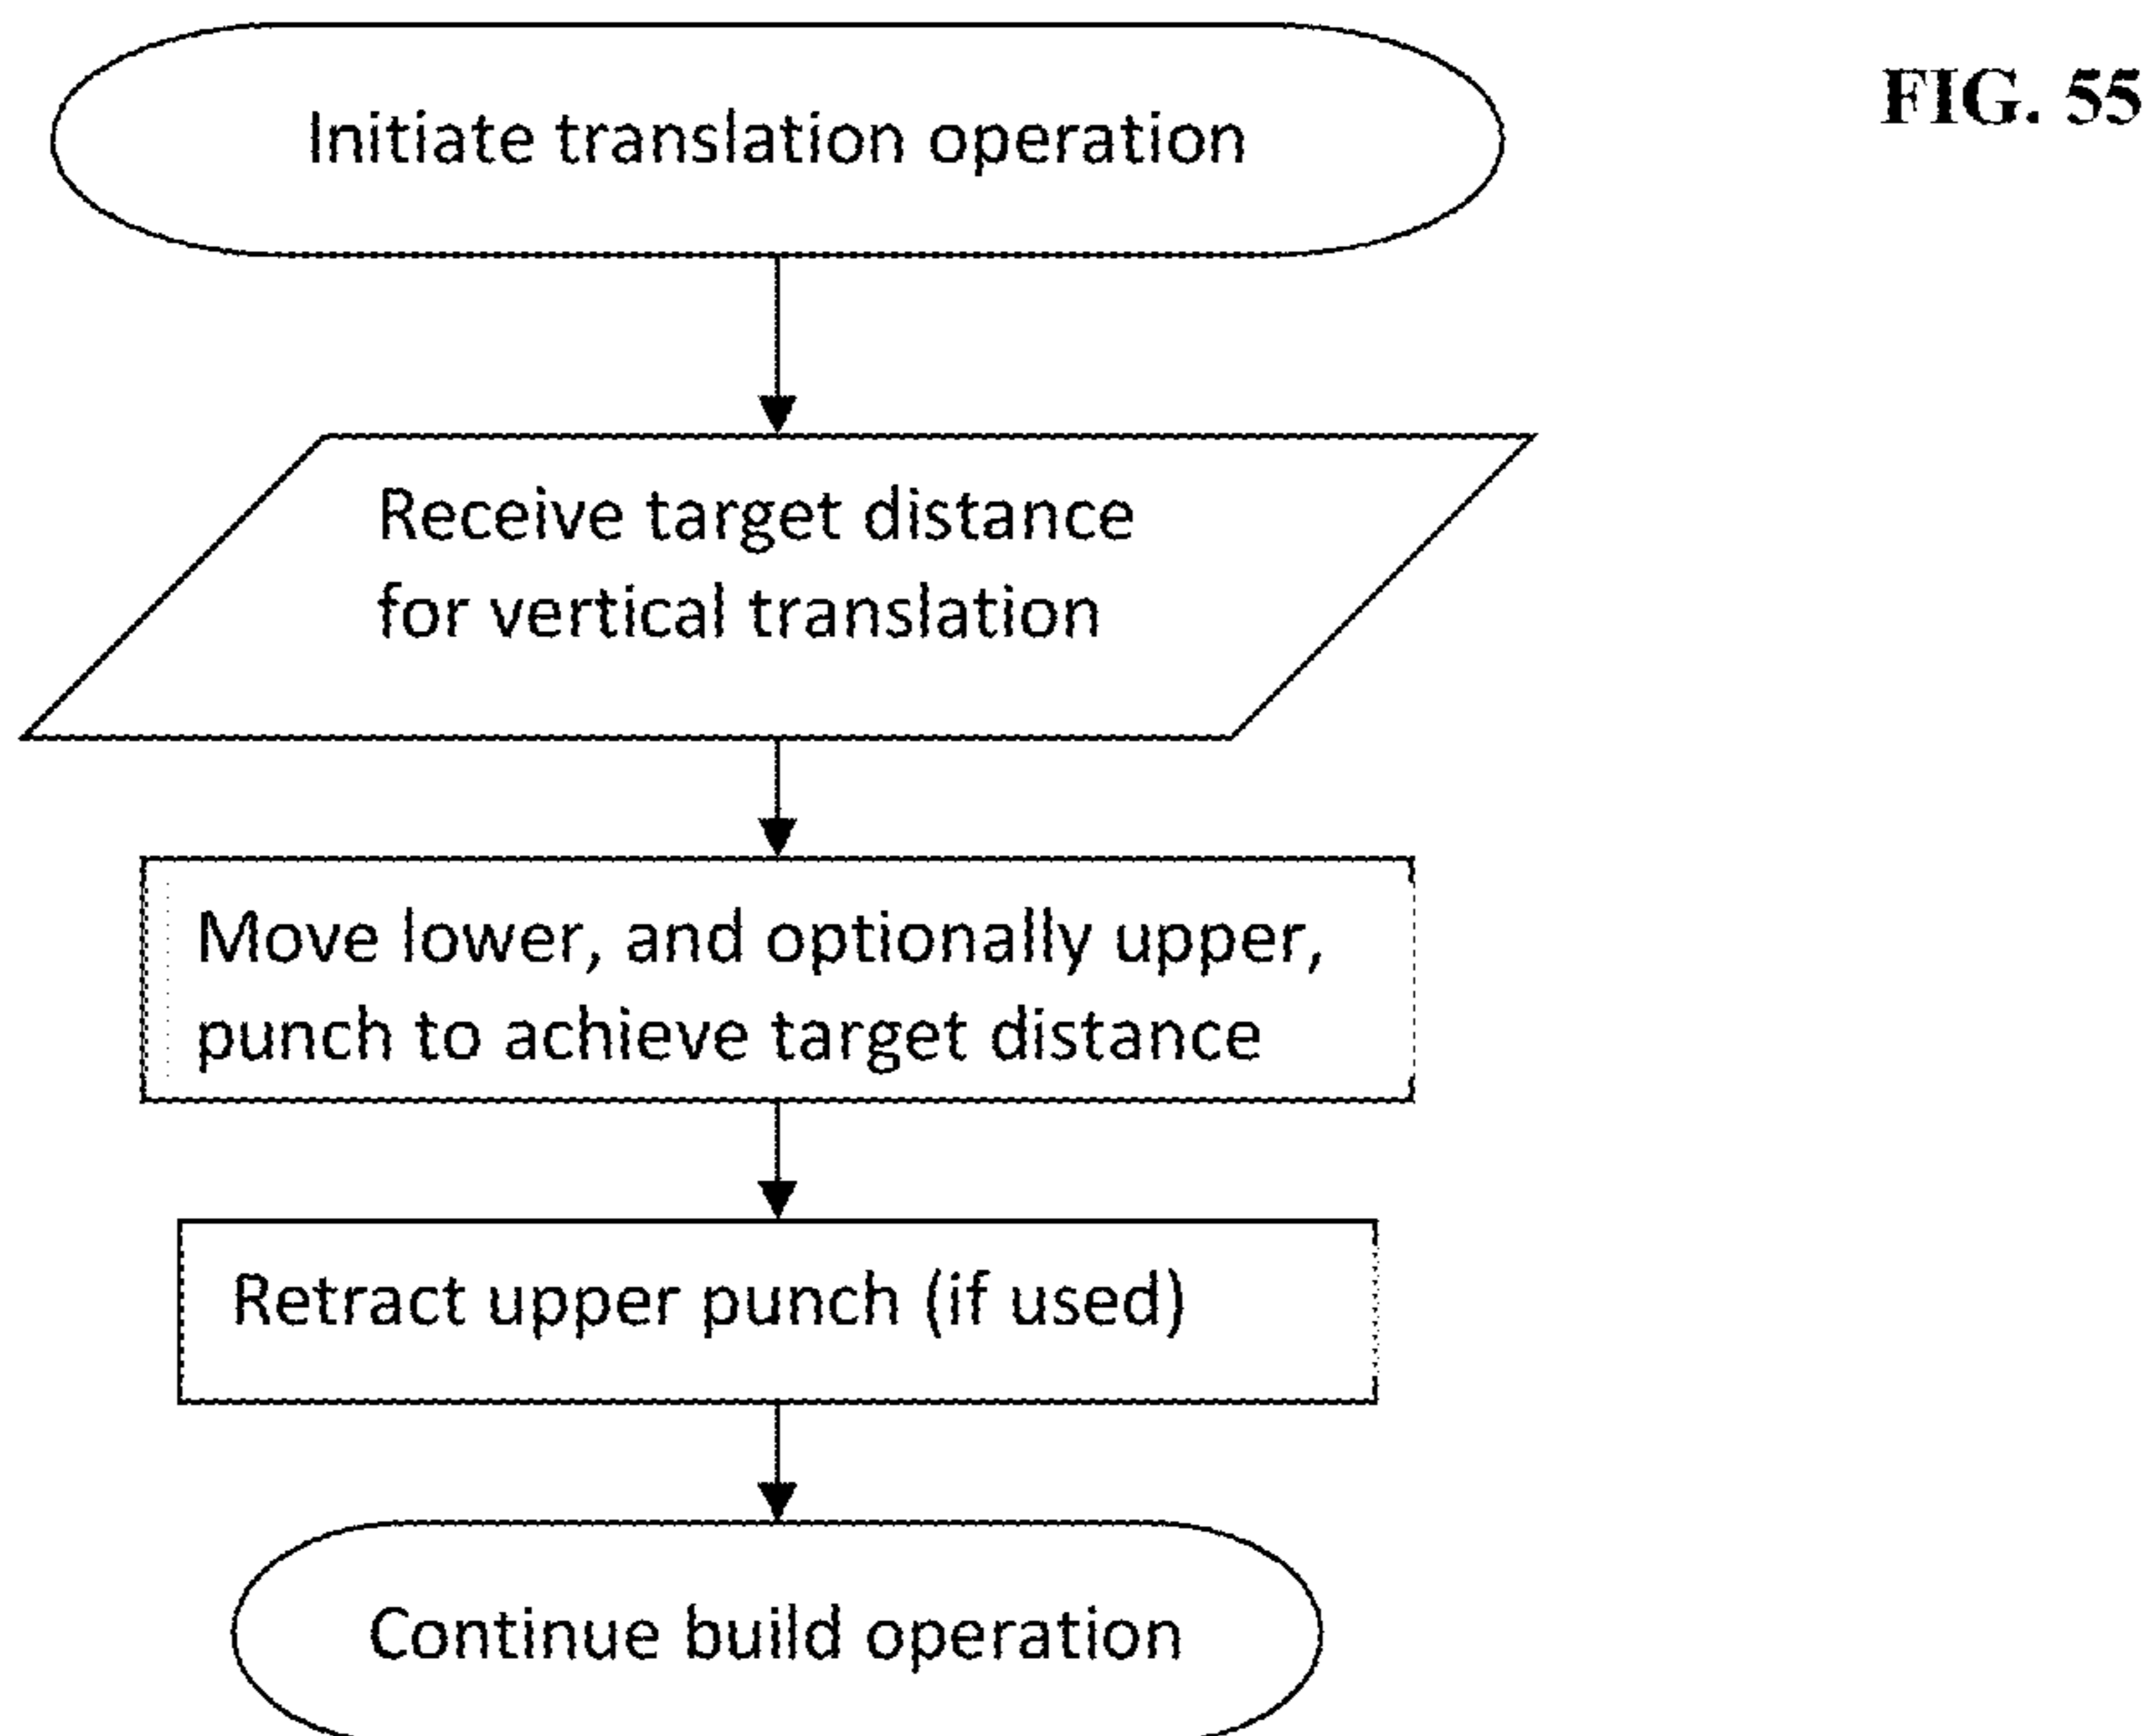 FIG. 55
Initiate translation operation
Receive target distance
for vertical translation
Move lower, and optionally upper,
punch to achieve target distance
Retract upper punch (if used)
Continue build operation